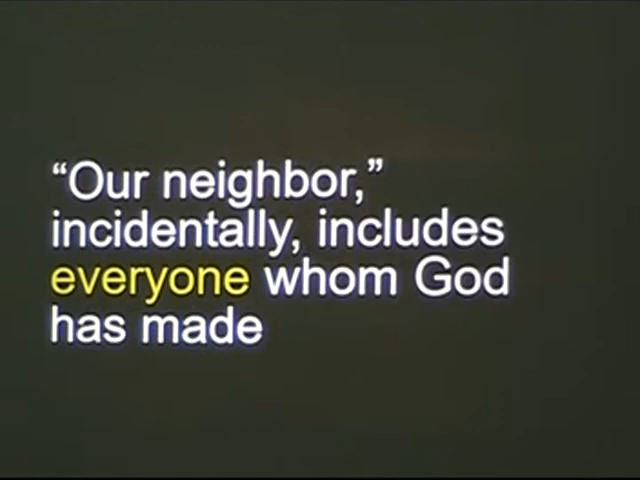 “Our neighbor,”
incidentally, includes
everyone whom God
has made